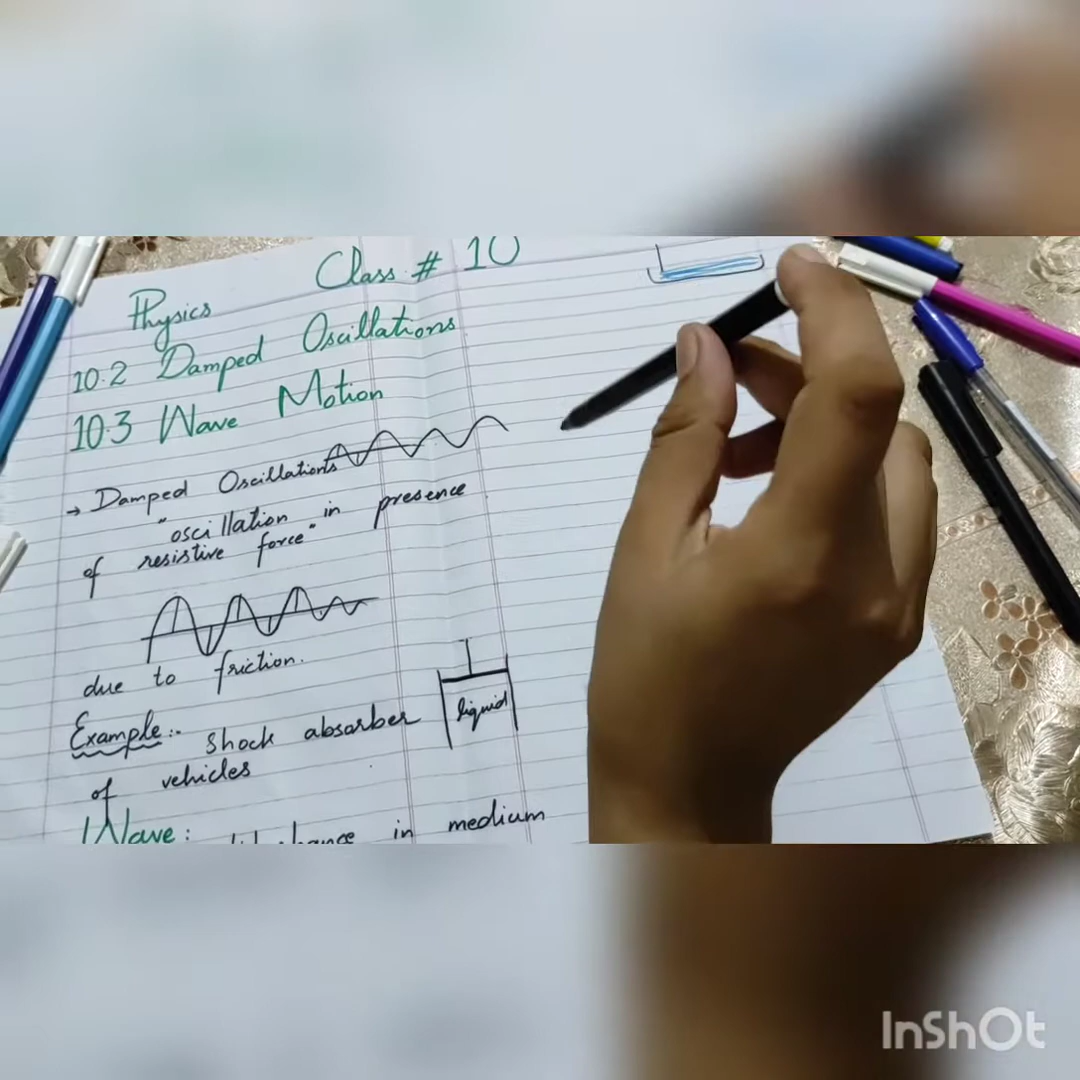 Class # 10
Physics
10.2 Damped Oscillations
10.3 Wave Motion
→ Damped Oscillations
"oscillation in presence
of resistive force"
due to friction.
Example:-
shock absorber
of vehicles
liquid
Wave: in medium
InShOt